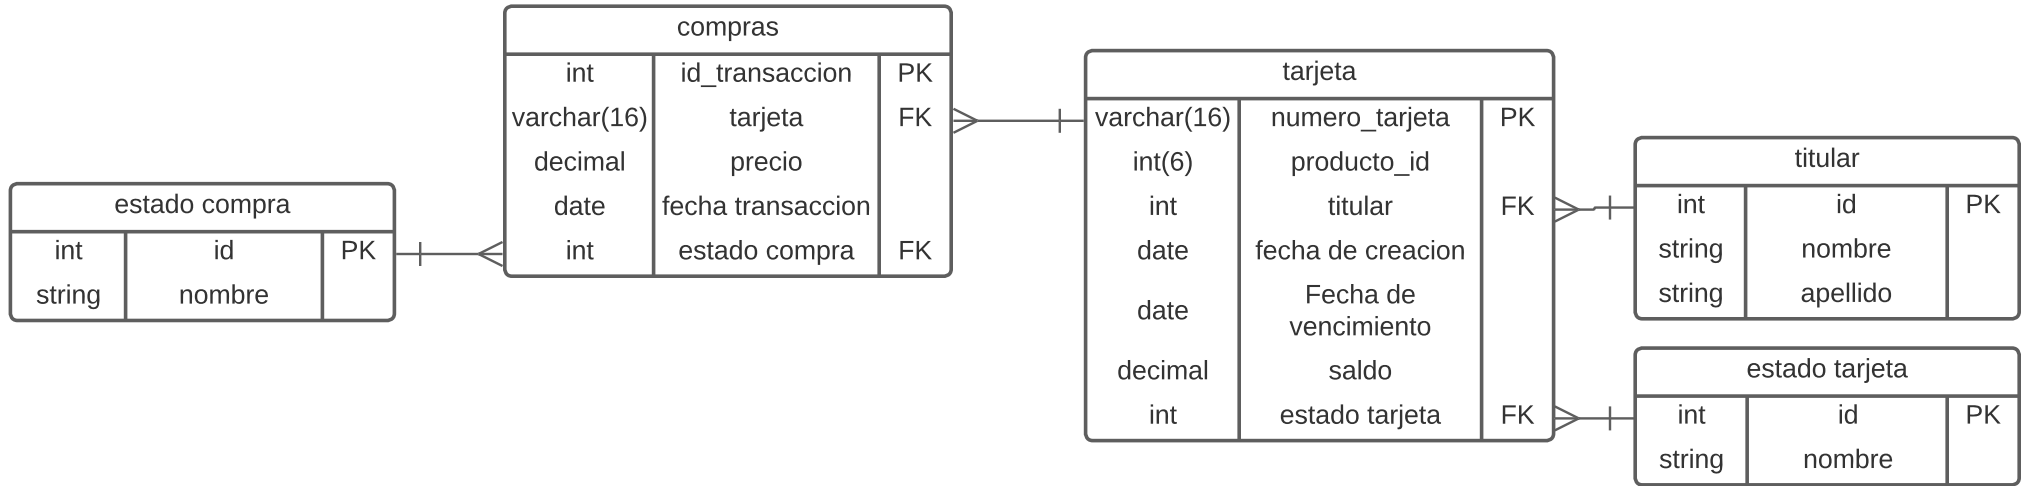 estado compra
int id PK
string nombre
compras
int id_transaccion PK
varchar(16) tarjeta FK
decimal precio
date fecha transaccion
int estado compra FK
tarjeta
varchar(16) numero_tarjeta PK
int(6) producto_id
int titular FK
date fecha de creacion
date Fecha de
vencimiento
decimal saldo
int estado tarjeta FK
titular
int id PK
string nombre
string apellido
estado tarjeta
int id PK
string nombre